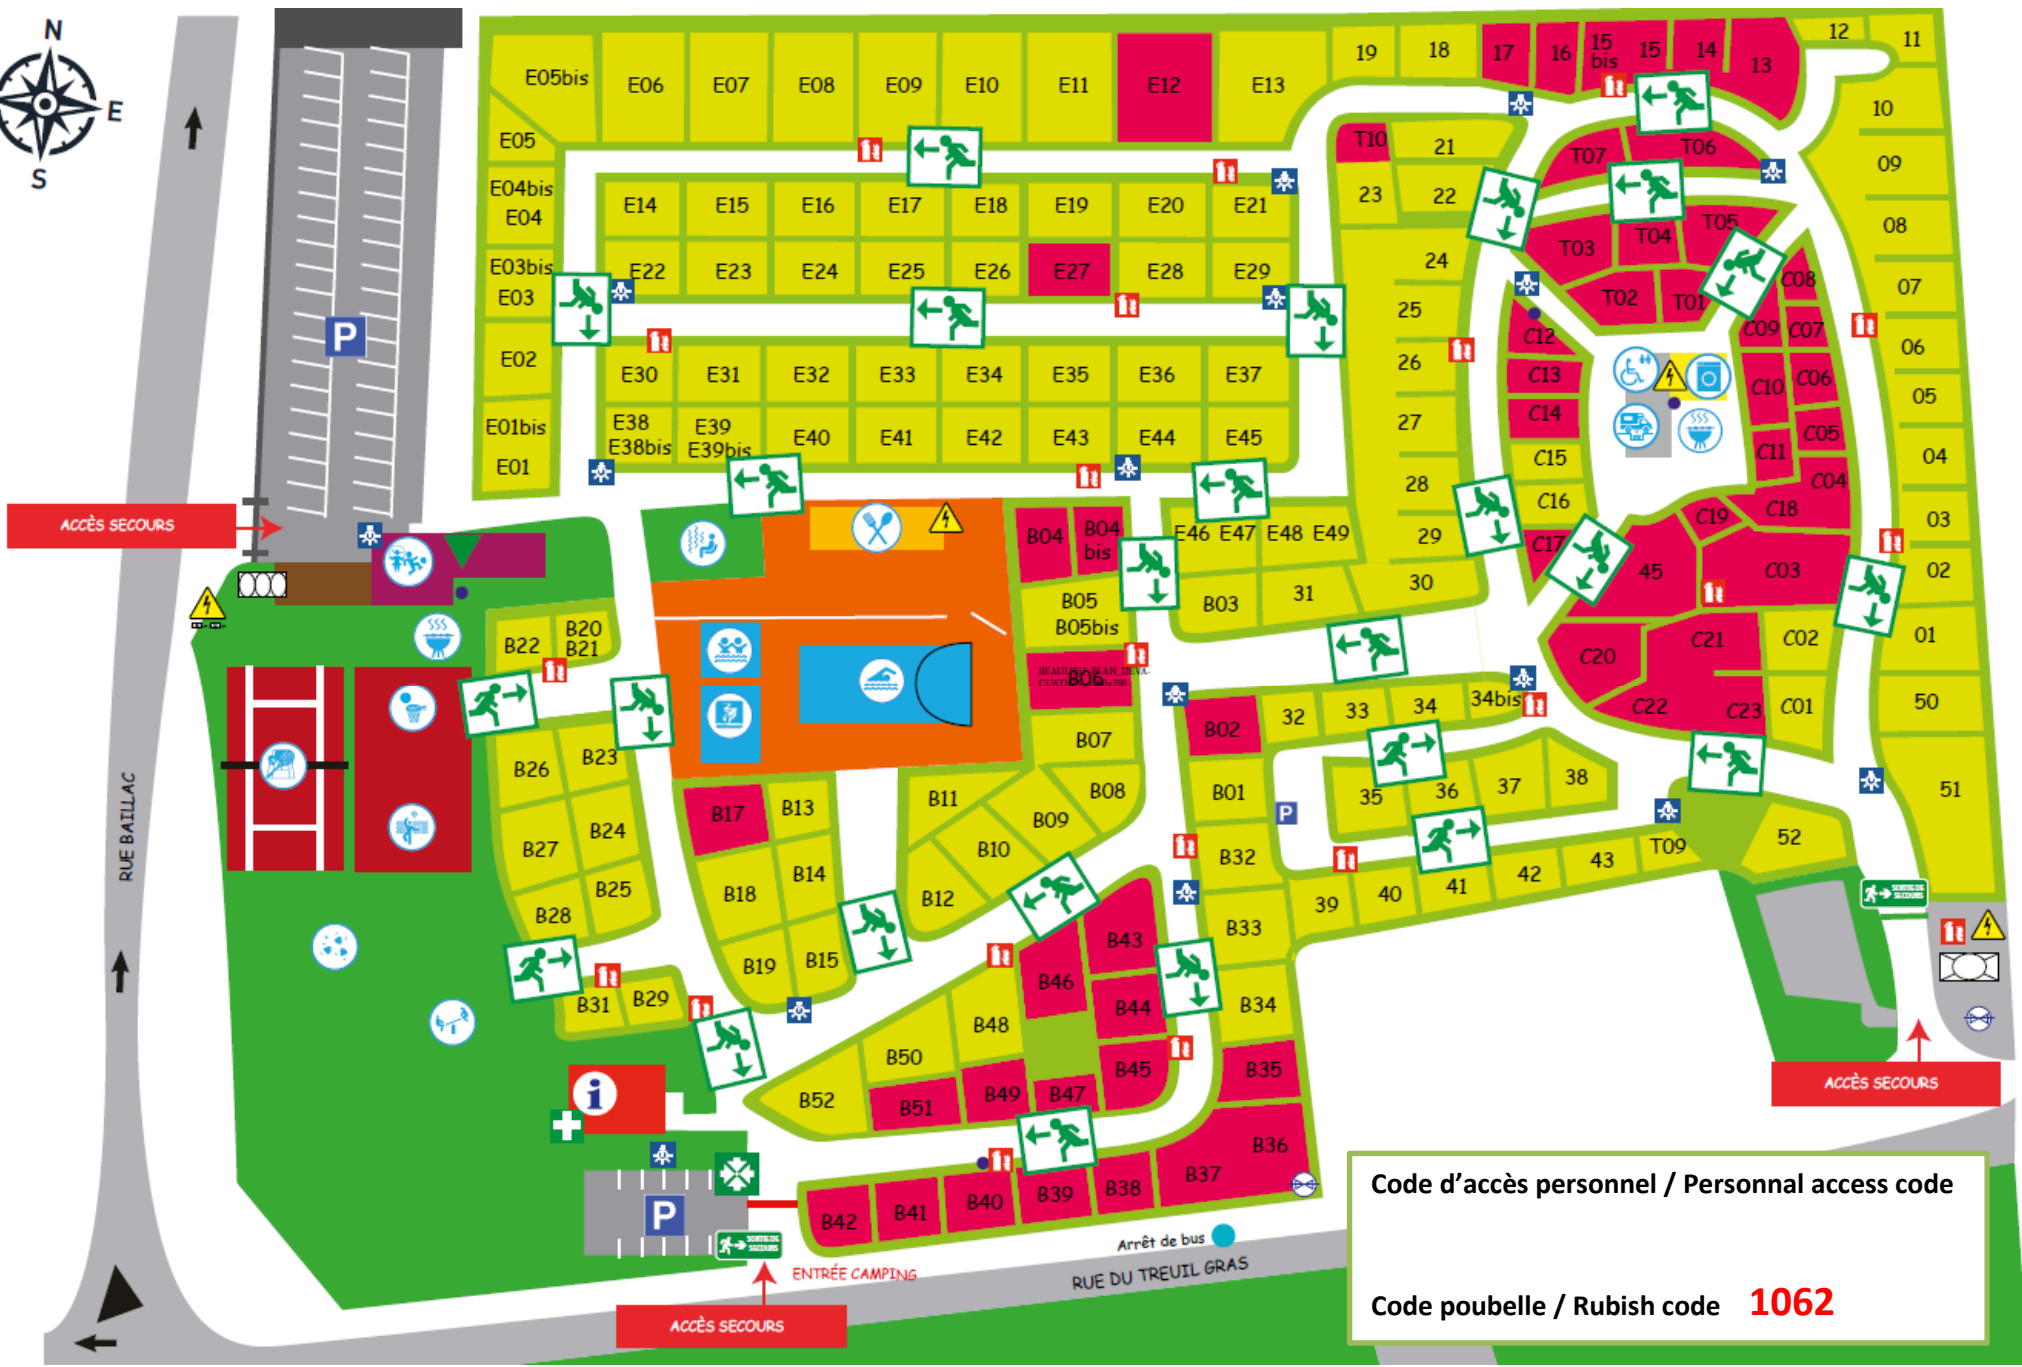 N
E
S
E05bis
E06
E07
E08
E09
E10
E11
E12
E13
19
18
17
16
15
bis
15
14
13
12
11
E05
T10
21
T07
T06
10
09
E04bis
E04
E14
E15
E16
E17
E18
E19
E20
E21
23
22
T03
T04
T05
08
E03bis
E03
E22
E23
E24
E25
E26
E27
E28
E29
24
T02
T01
C08
07
P
25
C12
C09
C07
06
E02
E30
E31
E32
E33
E34
E35
E36
E37
26
C13
C10
C06
05
E01bis
E01
E38
E38bis
E39
E39bis
E40
E41
E42
E43
E44
E45
27
C14
C15
C11
C05
04
28
C16
C04
C18
C19
03
ACCÈS SECOURS
B04
B04
bis
E46
E47
E48
E49
29
C17
45
C03
02
B05
B05bis
B03
31
30
B22
B20
B21
B06
C20
C21
C02
01
B02
32
33
34
34bis
C22
C23
C01
50
B26
B23
B07
B17
B13
B11
B08
B01
P
35
36
37
38
51
RUE BAILLAC
B27
B24
B09
B10
B32
T09
52
B28
B25
B18
B14
B12
39
40
41
42
43
SORTIE DE
SECOURS
B19
B15
B43
B46
B33
B31
B29
B48
B44
B34
B50
B45
B35
i
B52
B51
B49
B47
ACCÈS SECOURS
P
B42
B41
B40
B39
B38
B37
B36
SORTIE DE
SECOURS
Arrêt de bus
ENTRÉE CAMPING
RUE DU TREUIL GRAS
ACCÈS SECOURS
Code d'accès personnel / Personnal access code
Code poubelle / Rubish code 1062